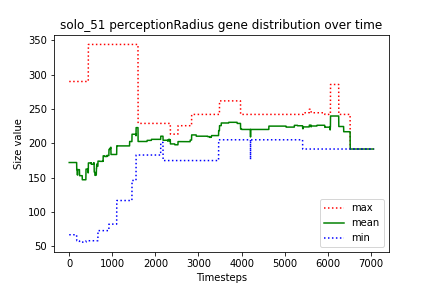 solo_51 perceptionRadius gene distribution over time
350
300
250
200
150
100
50
Size value
0
1000
2000
3000
4000
5000
6000
7000
Timesteps
max
mean
min